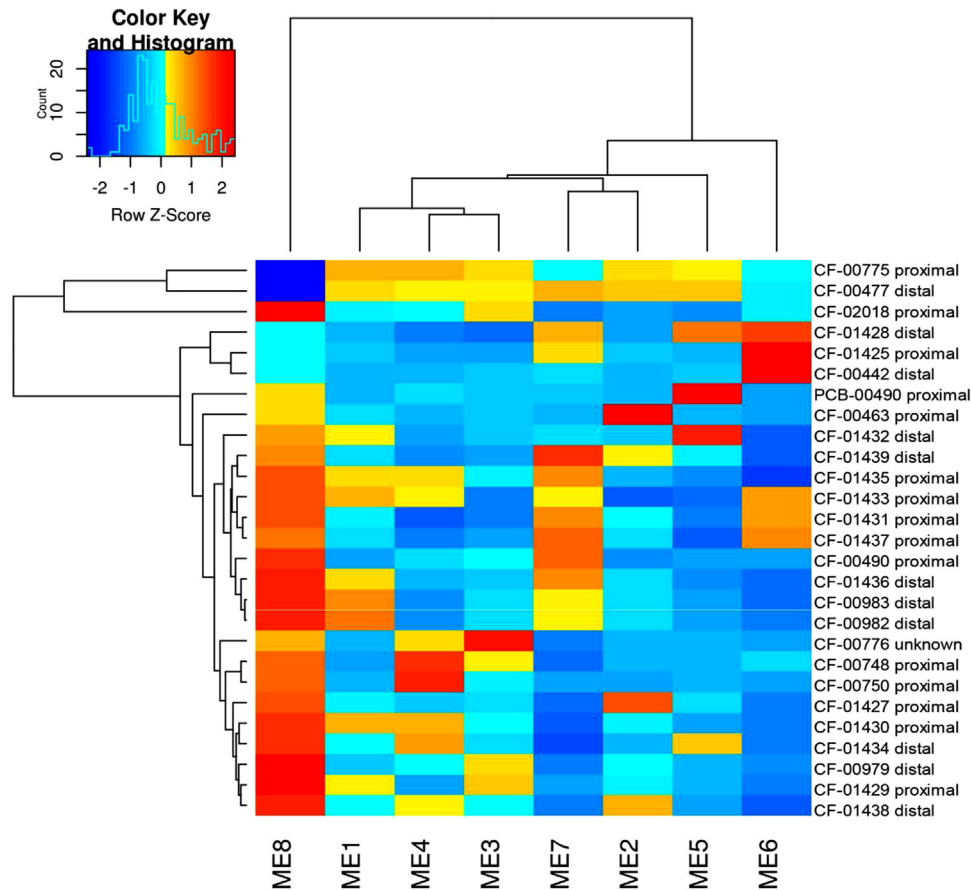 Color Key
and Histogram
Count
0 10 20
-2 -1 0 1 2
Row Z-Score
CF-00775 proximal
CF-00477 distal
CF-02018 proximal
CF-01428 distal
CF-01425 proximal
CF-00442 distal
PCB-00490 proximal
CF-00463 proximal
CF-01432 distal
CF-01439 distal
CF-01435 proximal
CF-01433 proximal
CF-01431 proximal
CF-01437 proximal
CF-00490 proximal
CF-01436 distal
CF-00983 distal
CF-00982 distal
CF-00776 unknown
CF-00748 proximal
CF-00750 proximal
CF-01427 proximal
CF-01430 proximal
CF-01434 distal
CF-00979 distal
CF-01429 proximal
CF-01438 distal
ME8 ME1 ME4 ME3 ME7 ME2 ME5 ME6